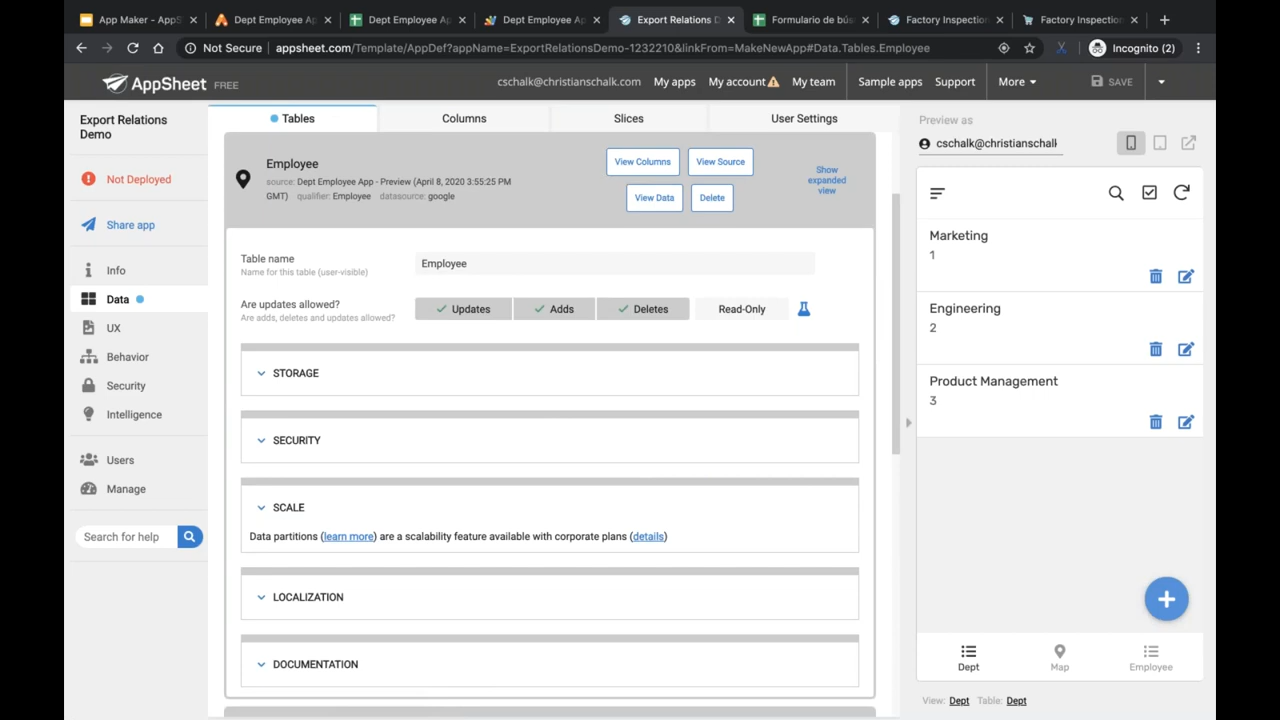 App Maker - AppS
Dept Employee Ap
Dept Employee Ap
Dept Employee Ap
Export Relations D
Formulario de bús
Factory Inspection
Factory Inspection
Not Secure
appsheet.com/Template/AppDef?appName=ExportRelationsDemo-1232210&linkFrom=MakeNewApp#Data.Tables.Employee
Incognito (2)
AppSheet FREE
cschalk@christianschalk.com My apps My account My team Sample apps Support More SAVE
Export Relations
Demo
Not Deployed
Share app
Info
Data
UX
Behavior
Security
Intelligence
Users
Manage
Search for help
Tables Columns Slices User Settings
Employee
source: Dept Employee App - Preview (April 8, 2020 3:55:25 PM
GMT) qualifier: Employee datasource: google
View Columns View Source
View Data Delete
Show
expanded
view
Table name
Name for this table (user-visible)
Employee
Are updates allowed?
Are adds, deletes and updates allowed?
Updates Adds Deletes Read-Only
STORAGE
SECURITY
SCALE
Data partitions (learn more) are a scalability feature available with corporate plans (details)
LOCALIZATION
DOCUMENTATION
Preview as
cschalk@christianschalk
Marketing
1
Engineering
2
Product Management
3
Dept Map Employee
View: Dept Table: Dept